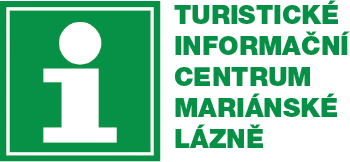 TURISTICKÉ
INFORMAČNÍ
CENTRUM
MARIÁNSKÉ
LÁZNĚ